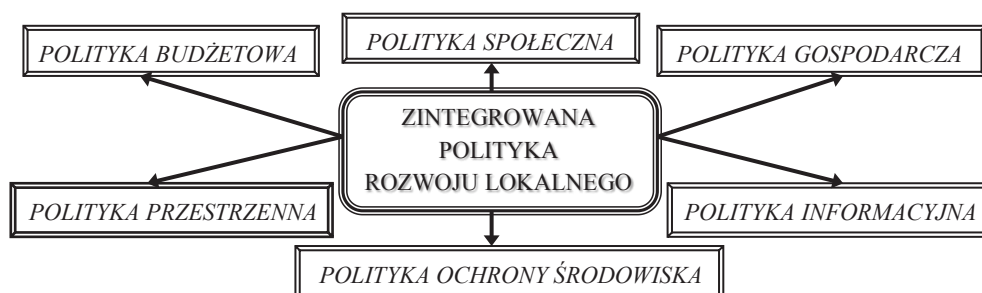 POLITYKA BUDŻETOWA
POLITYKA SPOŁECZNA
POLITYKA GOSPODARCZA
ZINTEGROWANA
POLITYKA
ROZWOJU LOKALNEGO
POLITYKA PRZESTRZENNA
POLITYKA INFORMACYJNA
POLITYKA OCHRONY ŚRODOWISKA